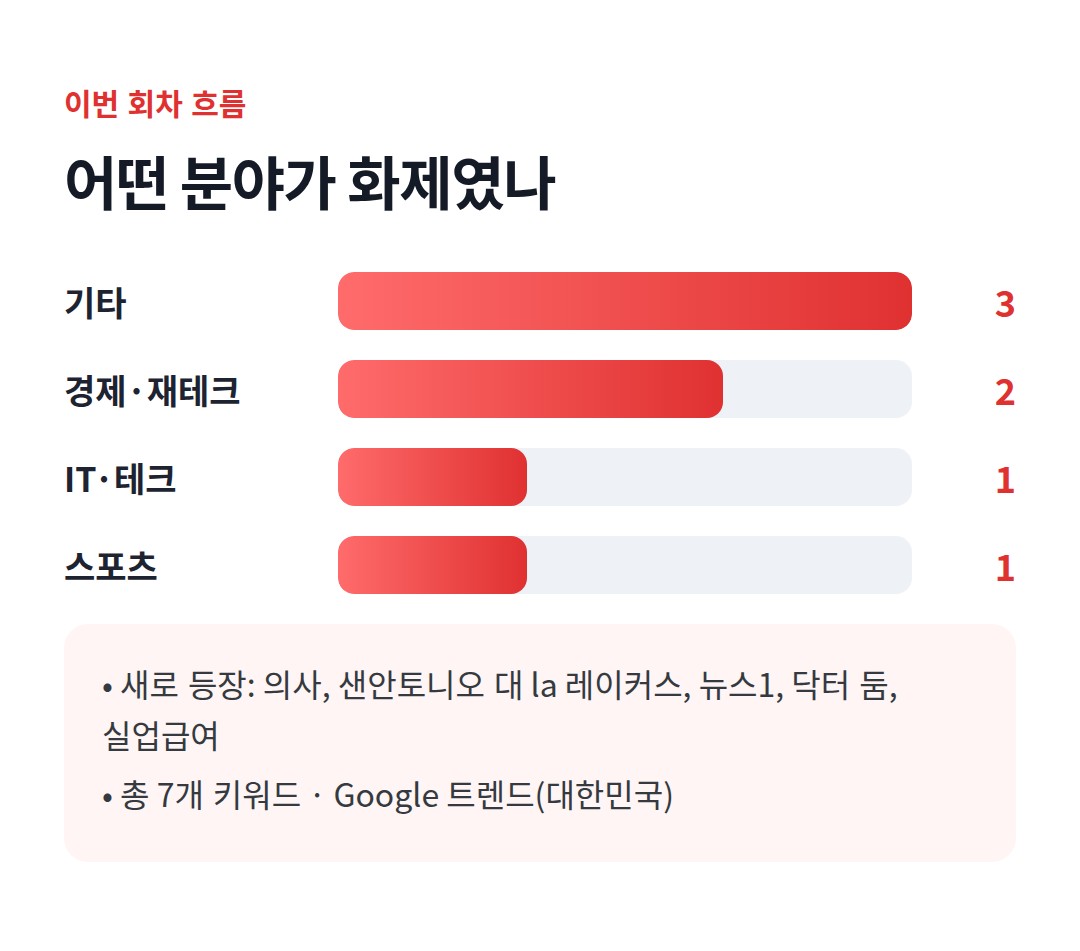 이번 회차 흐름
어떤 분야가 화제였나
기타 3
경제·재테크 2
IT·테크 1
스포츠 1
• 새로 등장: 의사, 샌안토니오 대 la 레이커스, 뉴스1, 닥터 둠,
실업급여
• 총 7개 키워드 · Google 트렌드(대한민국)